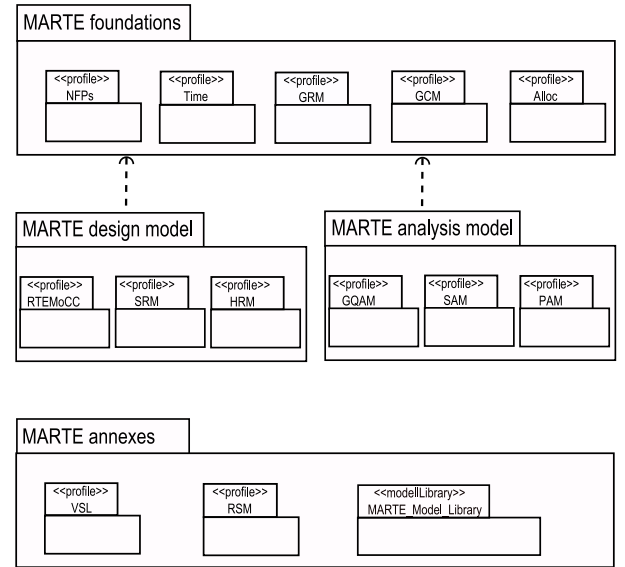 MARTE foundations
<<profile>>
NFPs
<<profile>>
Time
<<profile>>
GRM
<<profile>>
GCM
<<profile>>
Alloc
MARTE design model
<<profile>>
RTEMoCC
<<profile>>
SRM
<<profile>>
HRM
MARTE analysis model
<<profile>>
GQAM
<<profile>>
SAM
<<profile>>
PAM
MARTE annexes
<<profile>>
VSL
<<profile>>
RSM
<<modellLibrary>>
MARTE_Model_Library